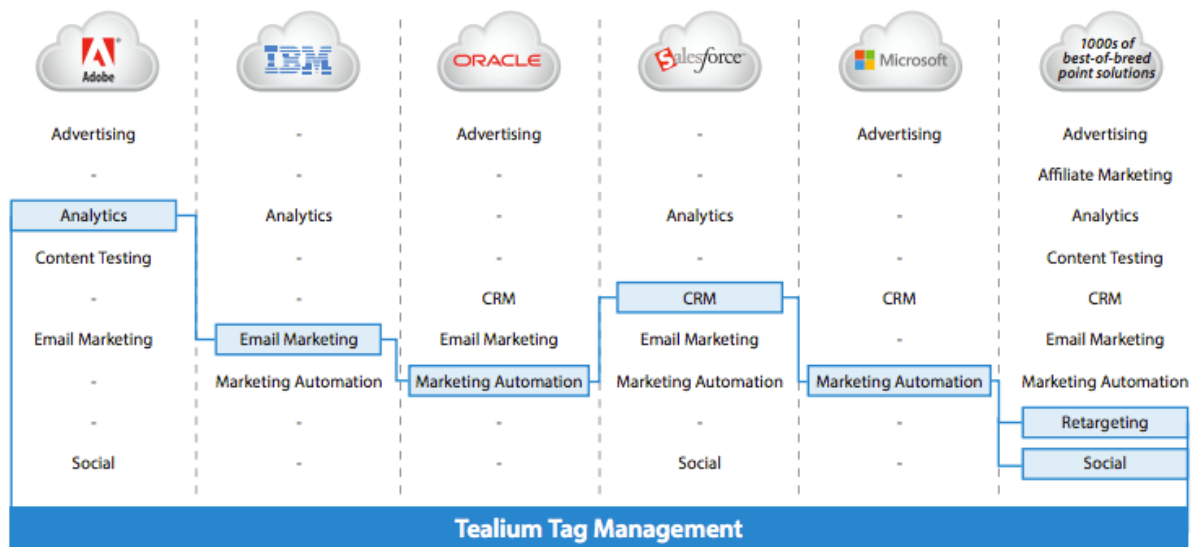 Adobe
IBM
ORACLE
Salesforce
Microsoft
1000s of
best-of-breed
point solutions
Advertising - Advertising - Advertising Advertising
- - - - - Affiliate Marketing
Analytics Analytics - Analytics - Analytics
Content Testing - - - - Content Testing
- - CRM CRM CRM CRM
Email Marketing Email Marketing Email Marketing Email Marketing - Email Marketing
- Marketing Automation Marketing Automation Marketing Automation Marketing Automation Marketing Automation
- - - - - Retargeting
Social - - Social - Social
Tealium Tag Management